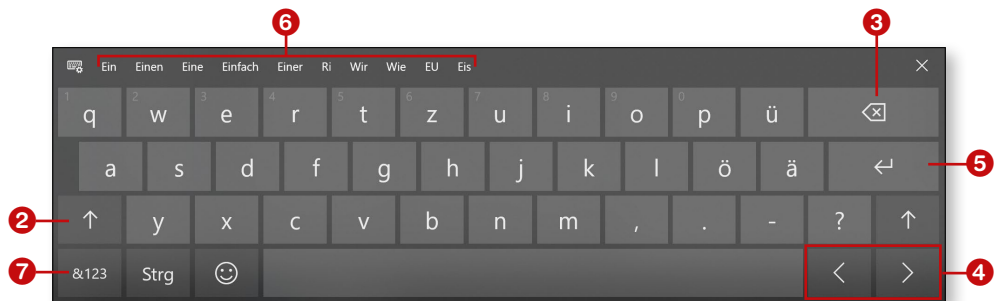 6 3
Ein Einen Eine Einfach Einer Ri Wir Wie EU Eis
1 q 2 w 3 e 4 r 5 t 6 z 7 u 8 i 9 o 0 p ü
a s d f g h j k l ö ä 5
2 y x c v b n m , . - ?
7 &123 Strg 4